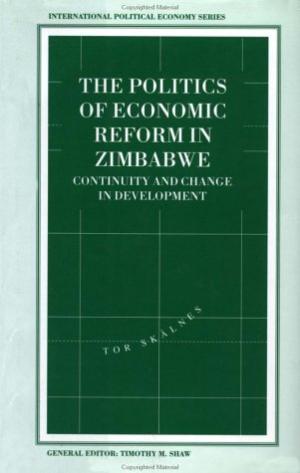 Copyrighted Material
INTERNATIONAL POLITICAL ECONOMY SERIES
THE POLITICS
OF ECONOMIC
REFORM IN
ZIMBABWE
CONTINUITY AND CHANGE
IN DEVELOPMENT
TOR SKÅLNES
GENERAL EDITOR: TIMOTHY M. SHAW
Copyrighted Material